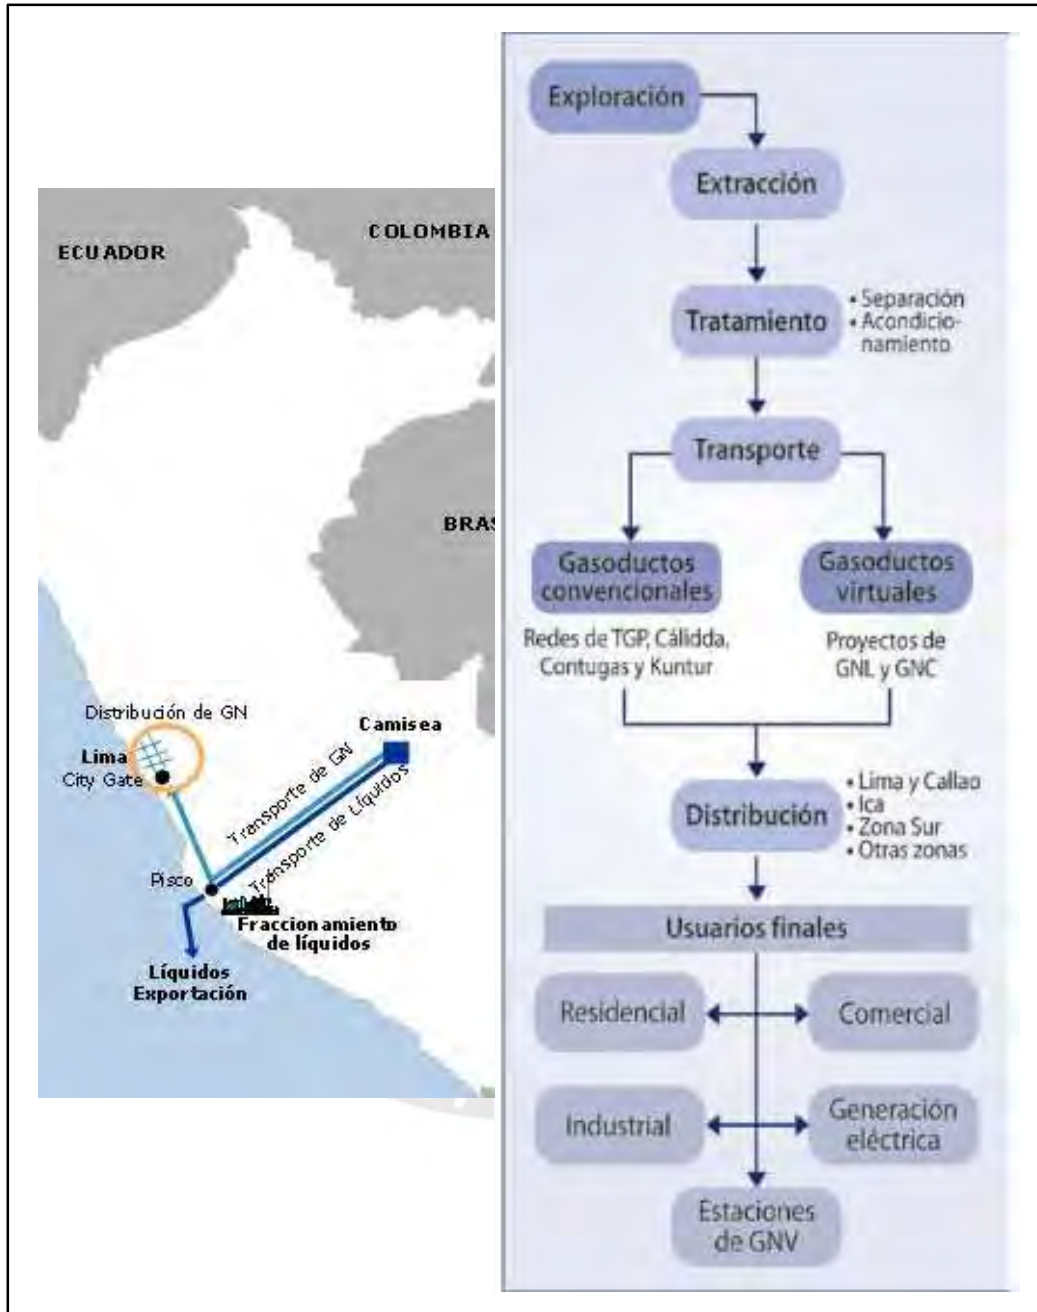 ECUADOR
COLOMBIA
BRAS
Distribución de GN
Lima
City Gate
Camisea
Transporte de GN
Transporte de Líquidos
Pisco
Fraccionamiento
de líquidos
Líquidos
Exportación
Exploración
Extracción
Tratamiento
• Separación
• Acondicio-
namiento
Transporte
Gasoductos
convencionales
Gasoductos
virtuales
Redes de TGP, Cálidda,
Contugas y Kuntur
Proyectos de
GNL y GNC
Distribución
• Lima y Callao
• Ica
• Zona Sur
• Otras zonas
Usuarios finales
Residencial
Comercial
Industrial
Generación
eléctrica
Estaciones
de GNV